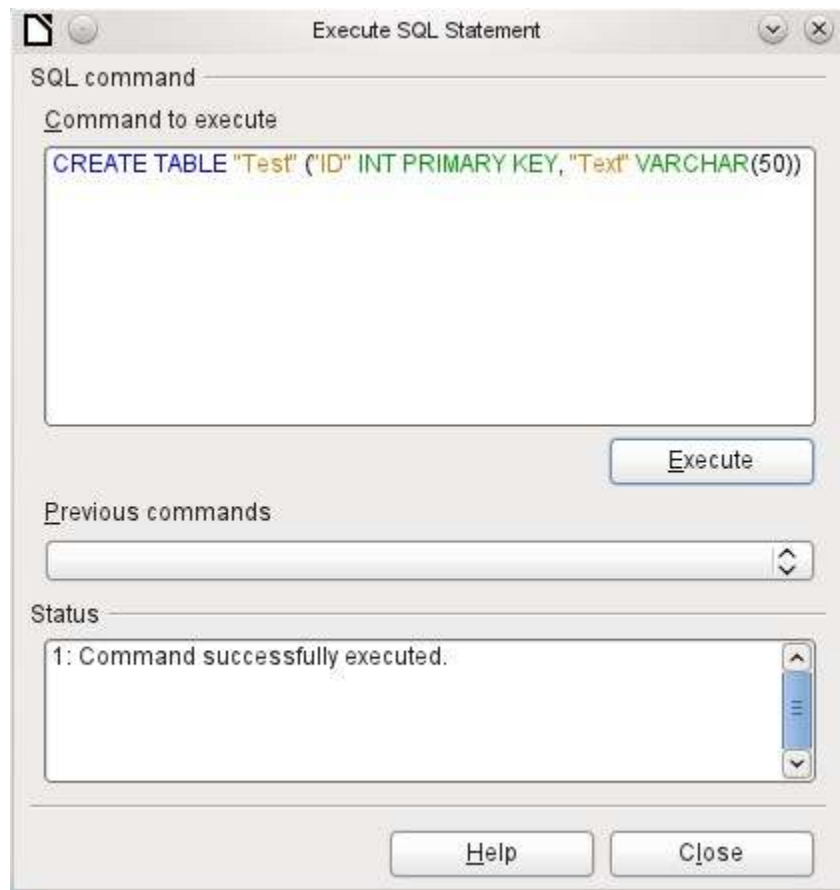 Execute SQL Statement
SQL command
Command to execute
CREATE TABLE "Test" ("ID" INT PRIMARY KEY, "Text" VARCHAR(50))
Execute
Previous commands
Status
1: Command successfully executed.
Help
Close